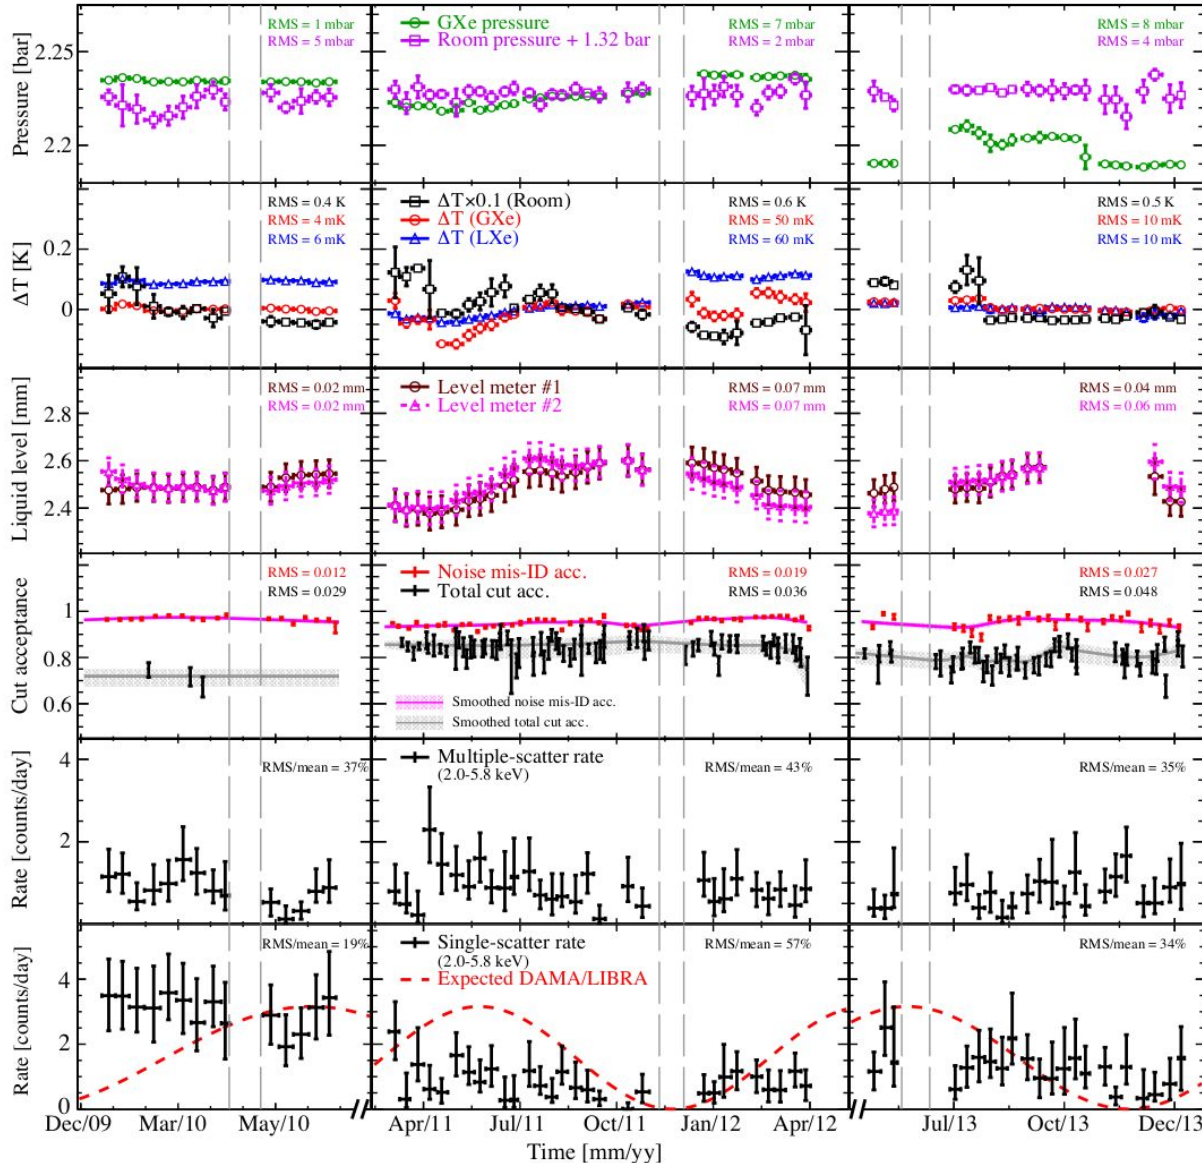 Pressure [bar]
2.25
2.2
GXe pressure
Room pressure + 1.32 bar
RMS = 1 mbar
RMS = 5 mbar
RMS = 7 mbar
RMS = 2 mbar
RMS = 8 mbar
RMS = 4 mbar
ΔT [K]
0.2
0
ΔT×0.1 (Room)
ΔT (GXe)
ΔT (LXe)
RMS = 0.4 K
RMS = 4 mK
RMS = 6 mK
RMS = 0.6 K
RMS = 50 mK
RMS = 60 mK
RMS = 0.5 K
RMS = 10 mK
RMS = 10 mK
Liquid level [mm]
2.8
2.6
2.4
Level meter #1
Level meter #2
RMS = 0.02 mm
RMS = 0.02 mm
RMS = 0.07 mm
RMS = 0.07 mm
RMS = 0.04 mm
RMS = 0.06 mm
Cut acceptance
1
0.8
0.6
Noise mis-ID acc.
Total cut acc.
RMS = 0.012
RMS = 0.029
RMS = 0.019
RMS = 0.036
RMS = 0.027
RMS = 0.048
Smoothed noise mis-ID acc.
Smoothed total cut acc.
Rate [counts/day]
4
2
Multiple-scatter rate
(2.0-5.8 keV)
RMS/mean = 37%
RMS/mean = 43%
RMS/mean = 35%
Rate [counts/day]
4
2
0
Single-scatter rate
(2.0-5.8 keV)
Expected DAMA/LIBRA
RMS/mean = 19%
RMS/mean = 57%
RMS/mean = 34%
Dec/09 Mar/10 May/10 // Apr/11 Jul/11 Oct/11 Jan/12 Apr/12 // Jul/13 Oct/13 Dec/13
Time [mm/yy]